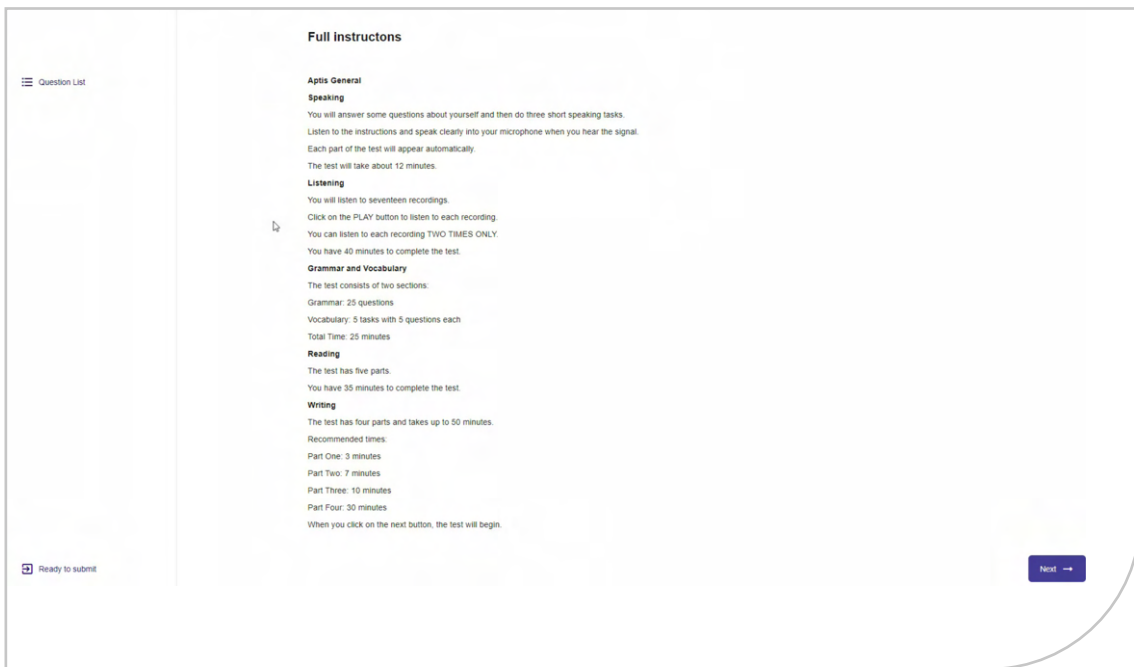 Full instructons
Question List
Aptis General
Speaking
You will answer some questions about yourself and then do three short speaking tasks.
Listen to the instructions and speak clearly into your microphone when you hear the signal.
Each part of the test will appear automatically.
The test will take about 12 minutes.
Listening
You will listen to seventeen recordings.
Click on the PLAY button to listen to each recording.
You can listen to each recording TWO TIMES ONLY.
You have 40 minutes to complete the test.
Grammar and Vocabulary
The test consists of two sections:
Grammar: 25 questions
Vocabulary: 5 tasks with 5 questions each
Total Time: 25 minutes
Reading
The test has five parts.
You have 35 minutes to complete the test.
Writing
The test has four parts and takes up to 50 minutes.
Recommended times:
Part One: 3 minutes
Part Two: 7 minutes
Part Three: 10 minutes
Part Four: 30 minutes
When you click on the next button, the test will begin.
Ready to submit
Next →